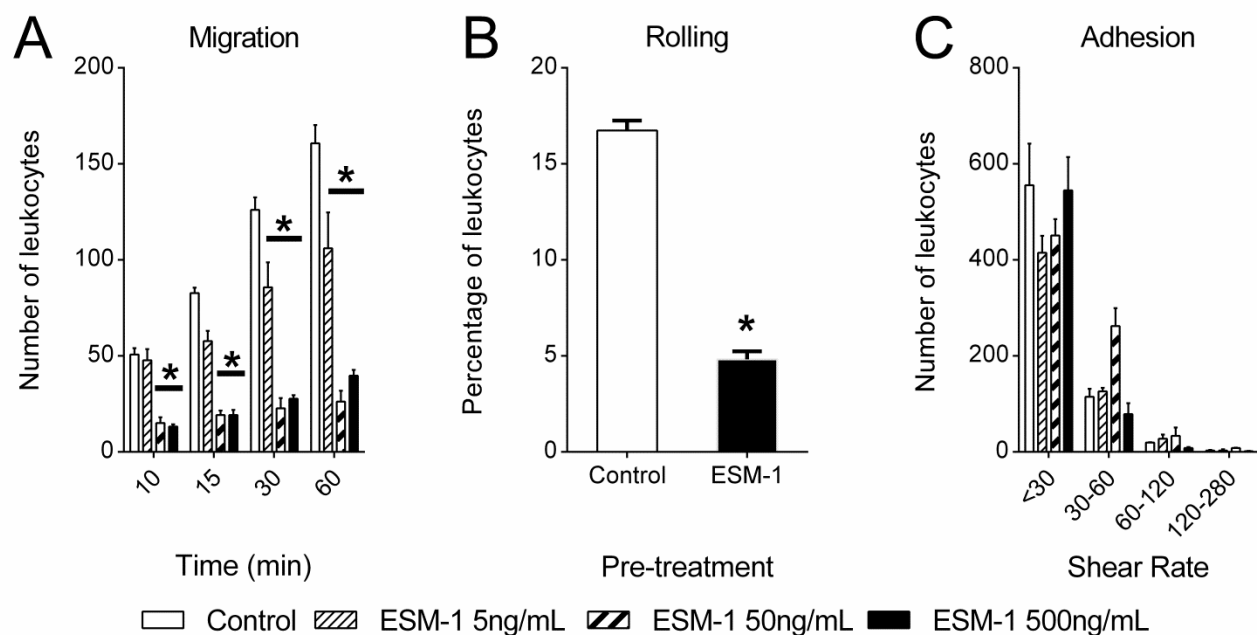 A
Migration
Number of leukocytes
200
150
100
50
0
*
*
*
*
10
15
30
60
Time (min)
B
Rolling
Percentage of leukocytes
20
15
10
5
0
*
Control
ESM-1
Pre-treatment
C
Adhesion
Number of leukocytes
800
600
400
200
0
<30
30-60
60-120
120-280
Shear Rate
Control ESM-1 5ng/mL ESM-1 50ng/mL ESM-1 500ng/mL